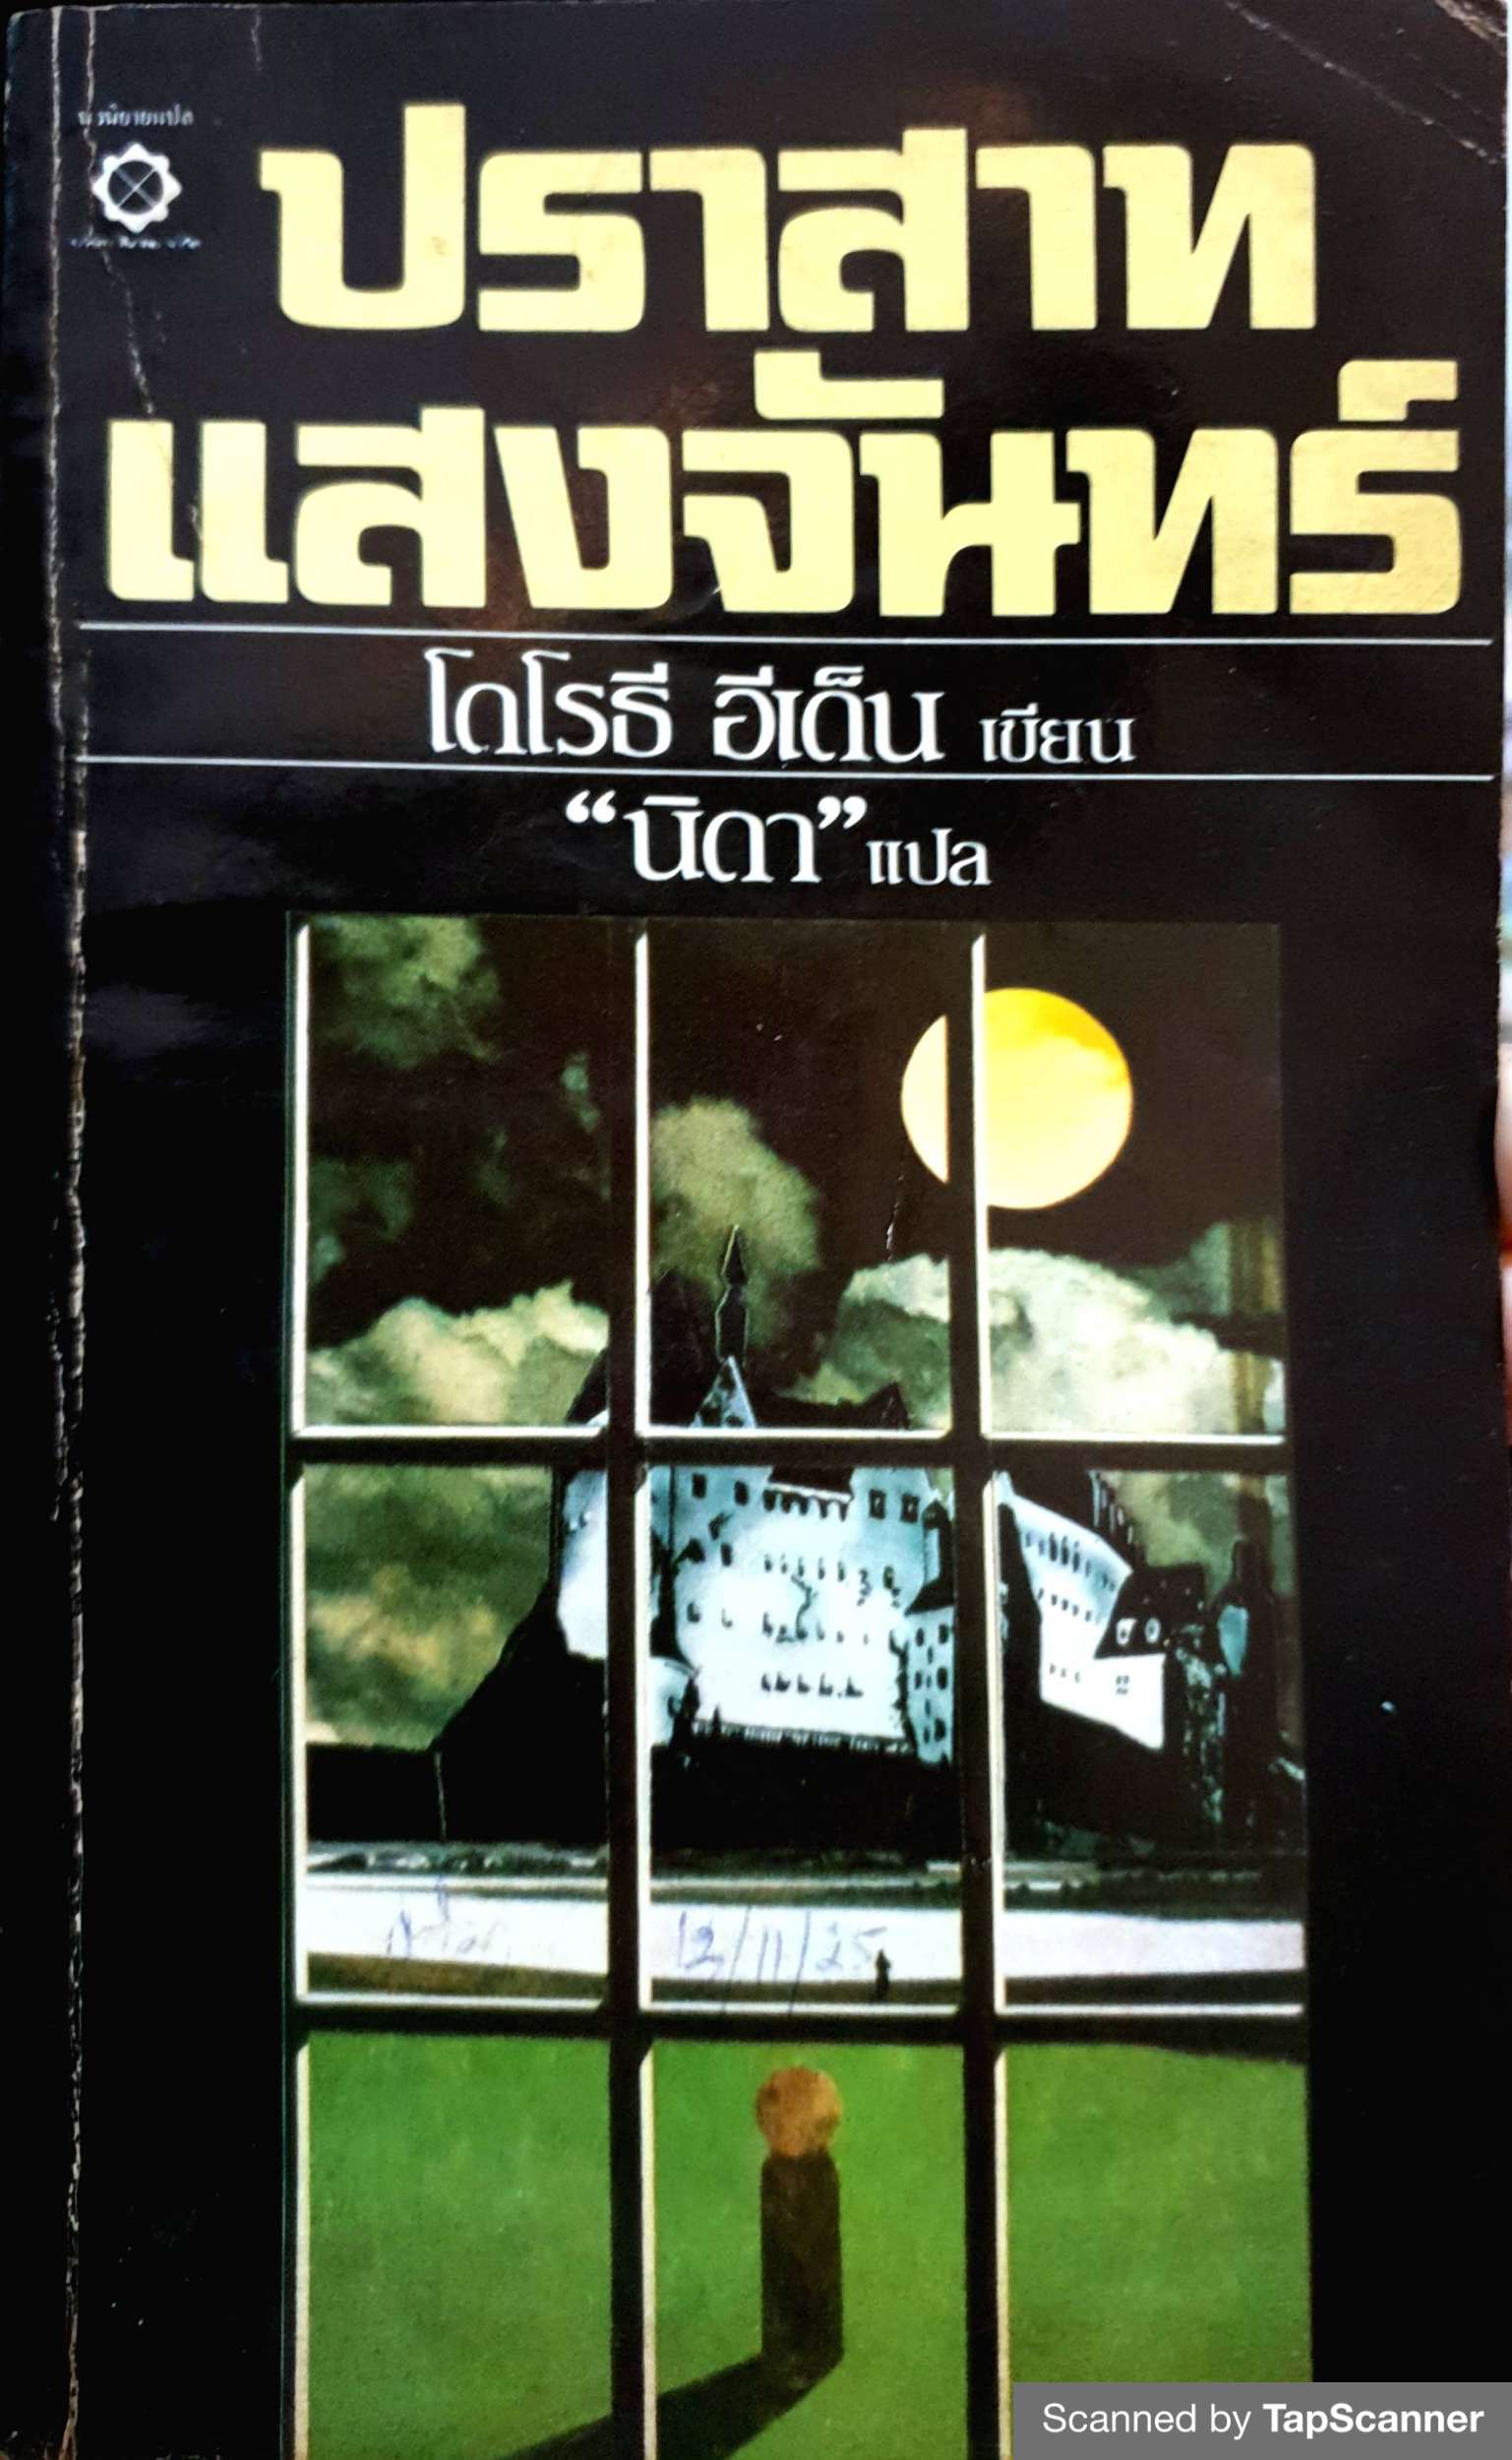 นวนิยายแปล
ปราสาท
แสงจันทร์
โดโรธี อีเด็น เขียน
“นิดา” แปล
12/11/25
Scanned by TapScanner